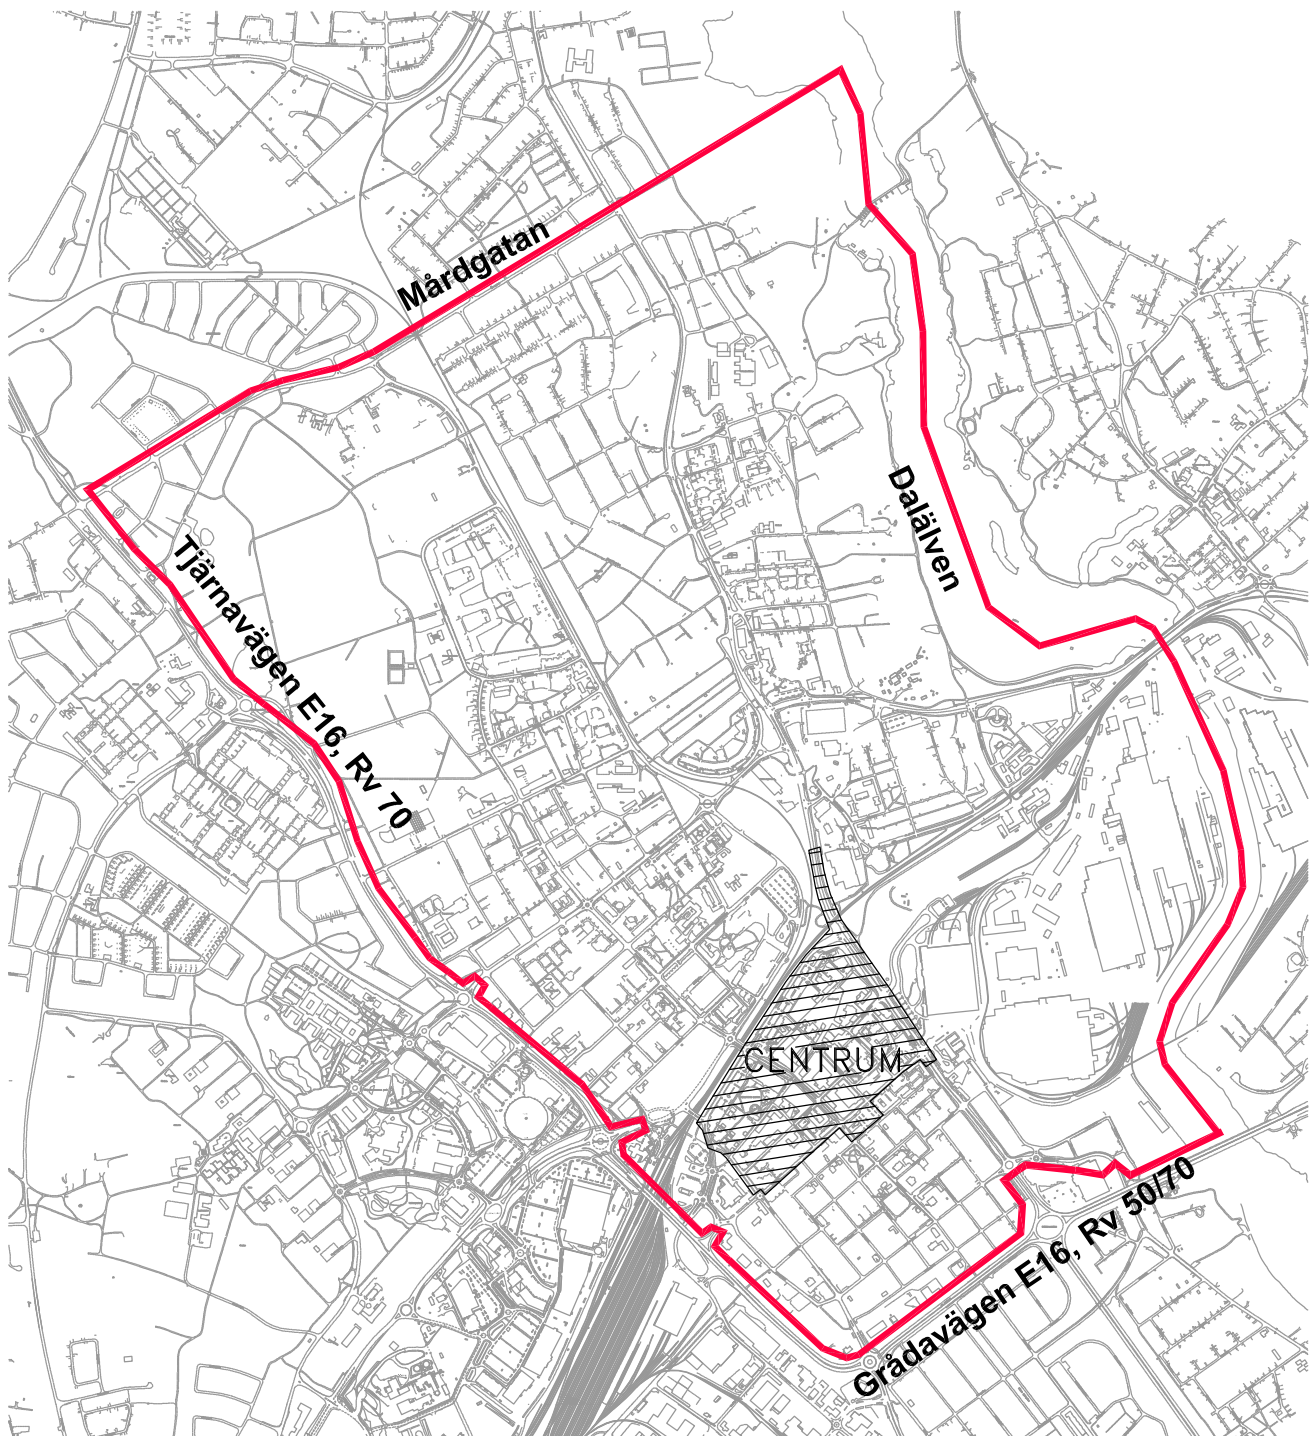 Mårdgatan
Dalälven
Tjärnavägen E16, Rv 70
CENTRUM
Grådavägen E16, Rv 50/70